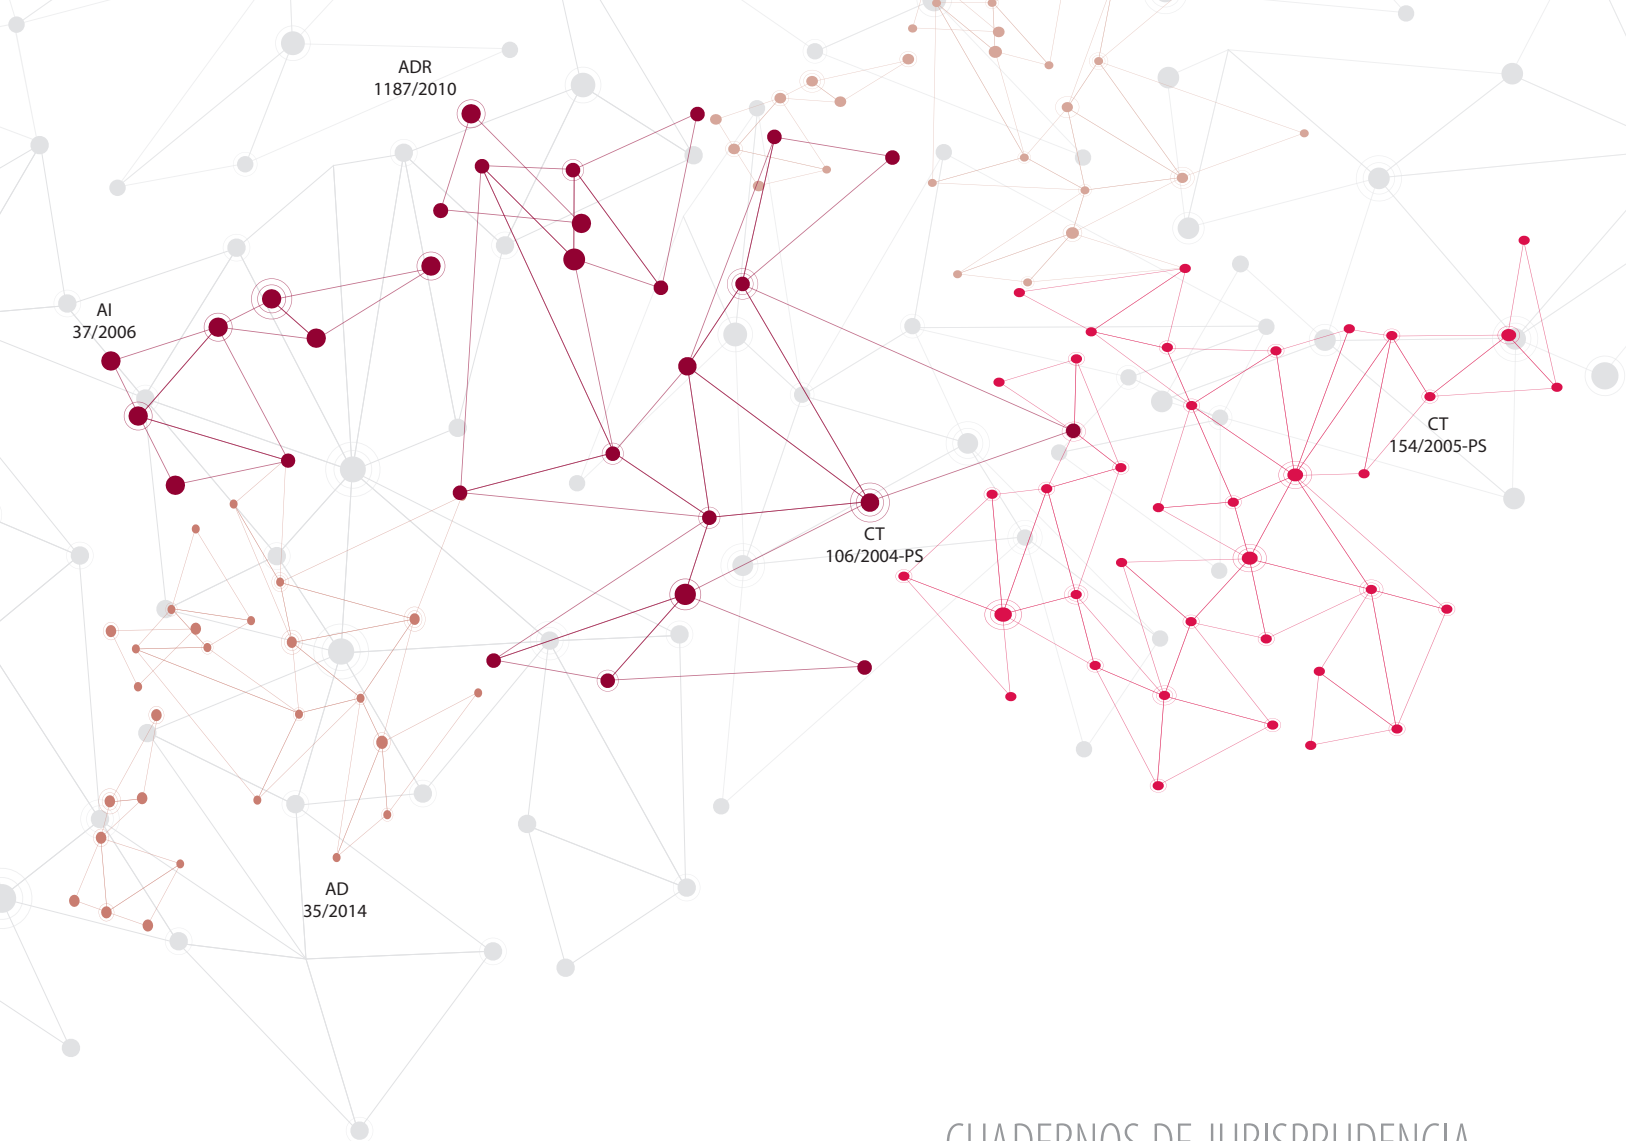 ADR
1187/2010
AI
37/2006
CT
154/2005-PS
CT
106/2004-PS
AD
35/2014
CUADERNOS DE JURISPRUDENCIA